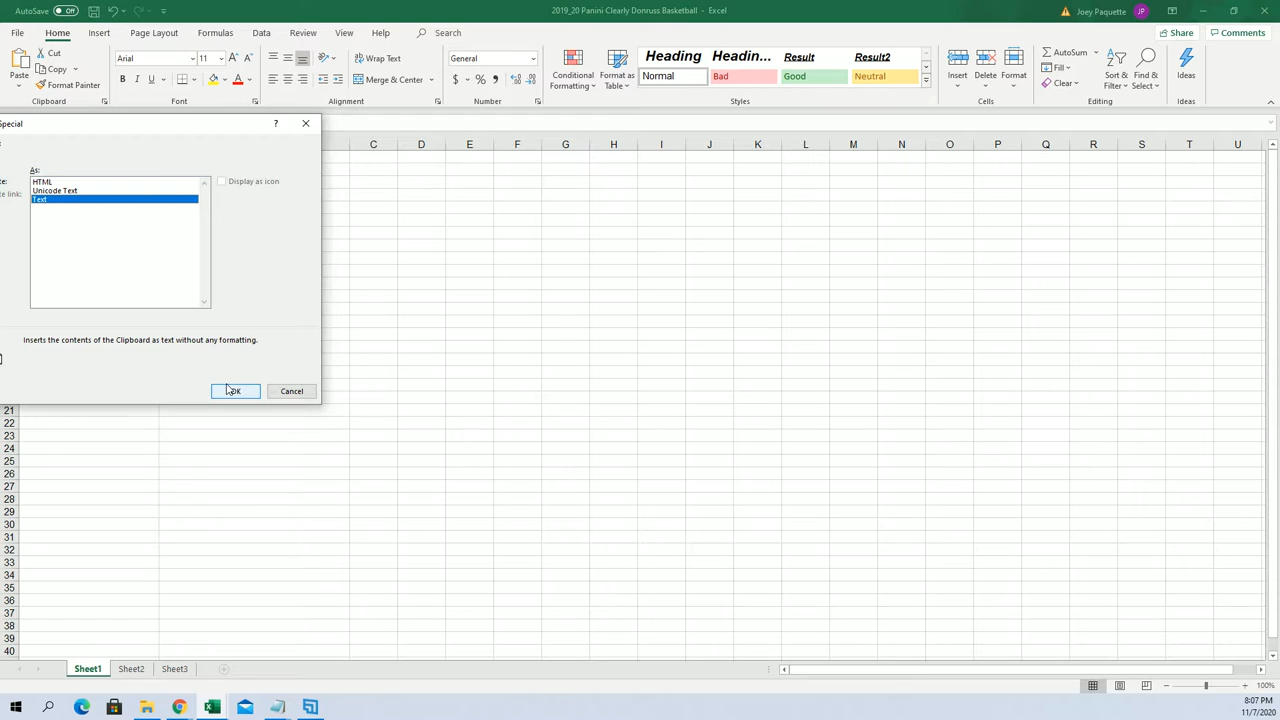 AutoSave Off 2019_20 Panini Clearly Donruss Basketball - Excel Joey Paquette JP
File Home Insert Page Layout Formulas Data Review View Help Search Share Comments
Paste Cut Copy Format Painter Clipboard
Arial 11 B I U A Font
Wrap Text Merge & Center Alignment
General $ % , Number
Conditional Formatting Format as Table
Heading Headin... Result Result2
Normal Bad Good Neutral
Styles
Insert Delete Format Cells
AutoSum Fill Clear Sort & Filter Find & Select Editing
Ideas Ideas
Special ? ×
C D E F G H I J K L M N O P Q R S T U
As:
te:
HTML
Unicode Text
Text
te link:
Display as icon
Inserts the contents of the Clipboard as text without any formatting.
OK Cancel
21
22
23
24
25
26
27
28
29
30
31
32
33
34
35
36
37
38
39
40
Sheet1 Sheet2 Sheet3
100%
8:07 PM
11/7/2020